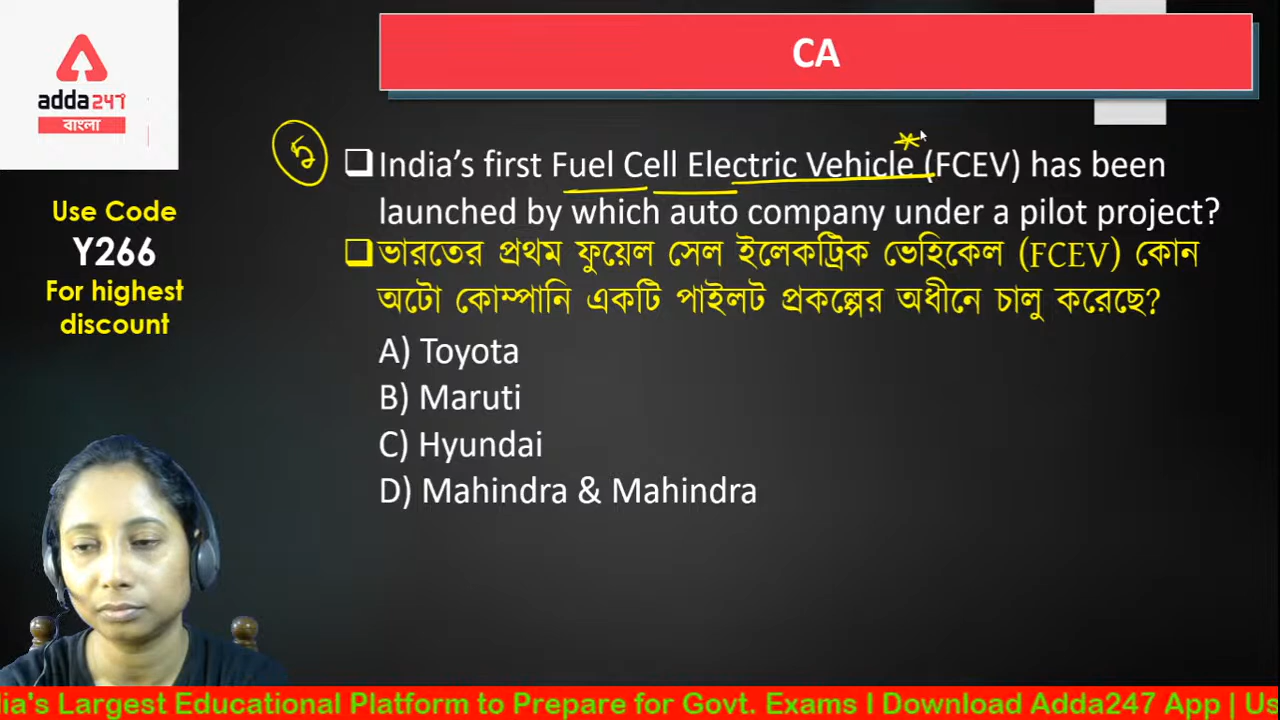 CA
adda247
বাংলা
5
India's first Fuel Cell Electric Vehicle (FCEV) has been
launched by which auto company under a pilot project?
ভারতের প্রথম ফুয়েল সেল ইলেকট্রিক ভেহিকেল (FCEV) কোন
অটো কোম্পানি একটি পাইলট প্রকল্পের অধীনে চালু করেছে?
A) Toyota
B) Maruti
C) Hyundai
D) Mahindra & Mahindra
Use Code
Y266
For highest
discount
dia's Largest Educational Platform to Prepare for Govt. Exams I Download Adda247 App | Us